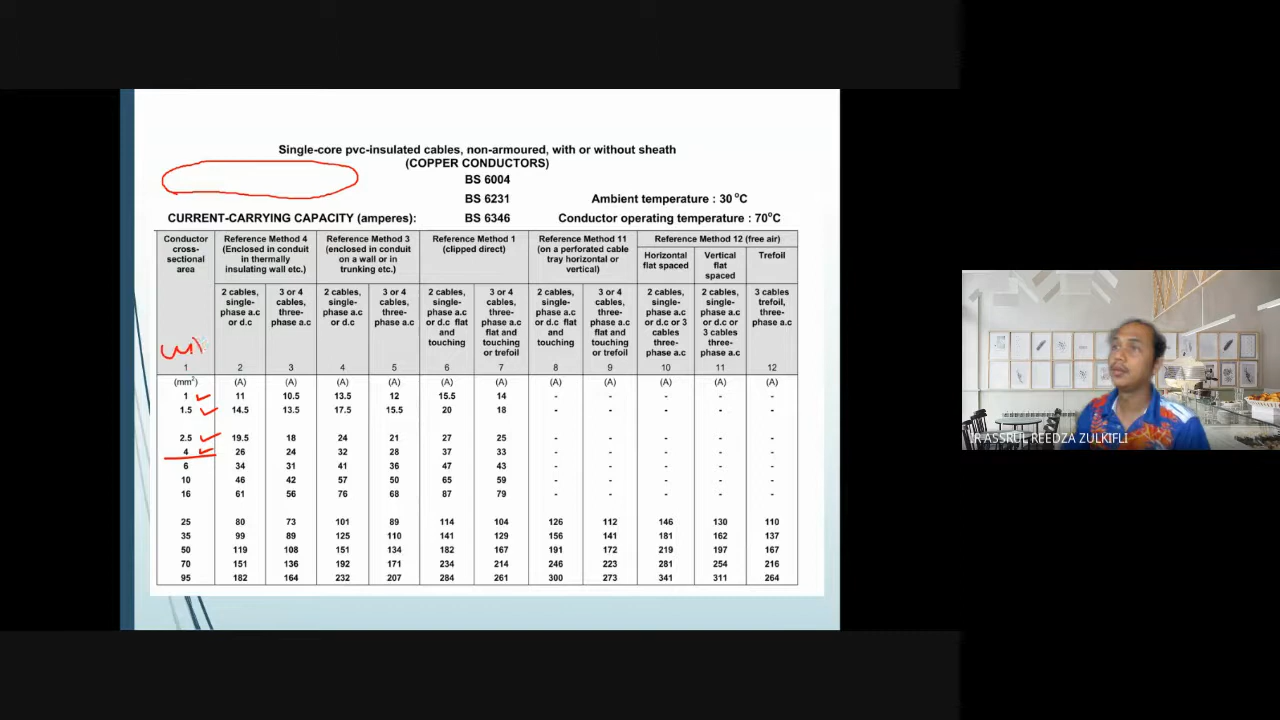 Single-core pvc-insulated cables, non-armoured, with or without sheath
(COPPER CONDUCTORS)
BS 6004
BS 6231 Ambient temperature : 30 °C
CURRENT-CARRYING CAPACITY (amperes): BS 6346 Conductor operating temperature : 70°C
Conductor cross-sectional area
Reference Method 4 (Enclosed in conduit in thermally insulating wall etc.)
Reference Method 3 (enclosed in conduit on a wall or in trunking etc.)
Reference Method 1 (clipped direct)
Reference Method 11 (on a perforated cable tray horizontal or vertical)
Reference Method 12 (free air)
Horizontal flat spaced
Vertical flat spaced
Trefoil
2 cables, single-phase a.c or d.c
3 or 4 cables, three-phase a.c
2 cables, single-phase a.c or d.c
3 or 4 cables, three-phase a.c
2 cables, single-phase a.c or d.c flat and touching
3 or 4 cables, three-phase a.c flat and touching or trefoil
2 cables, single-phase a.c or d.c flat and touching
3 or 4 cables, three-phase a.c flat and touching or trefoil
2 cables, single-phase a.c or d.c or 3 cables three-phase a.c
2 cables, single-phase a.c or d.c or 3 cables three-phase a.c
3 cables trefoil, three-phase a.c
1 2 3 4 5 6 7 8 9 10 11 12
(mm²) (A) (A) (A) (A) (A) (A) (A) (A) (A) (A) (A)
1 11 10.5 13.5 12 15.5 14 - - - - -
1.5 14.5 13.5 17.5 15.5 20 18 - - - - -
2.5 19.5 18 24 21 27 25 - - - - -
4 26 24 32 28 37 33 - - - - -
6 34 31 41 36 47 43 - - - - -
10 46 42 57 50 65 59 - - - - -
16 61 56 76 68 87 79 - - - - -
25 80 73 101 89 114 104 126 112 146 130 110
35 99 89 125 110 141 129 156 141 181 162 137
50 119 108 151 134 182 167 191 172 219 197 167
70 151 136 192 171 234 214 246 223 281 254 216
95 182 164 232 207 284 261 300 273 341 311 264
ASSRUL REEDZA ZULKIFLI